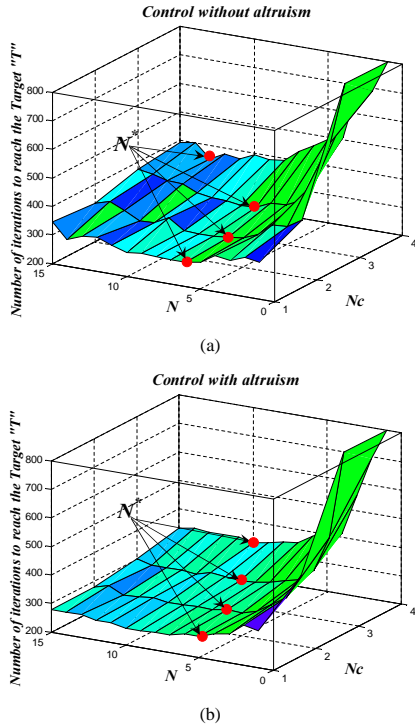 Control without altruism
Number of iterations to reach the Target "T"
800
700
600
500
400
300
200
N*
15
10
5
0
N
1
2
3
4
Nc
(a)
Control with altruism
Number of iterations to reach the Target "T"
800
700
600
500
400
300
200
N*
15
10
5
0
N
1
2
3
4
Nc
(b)